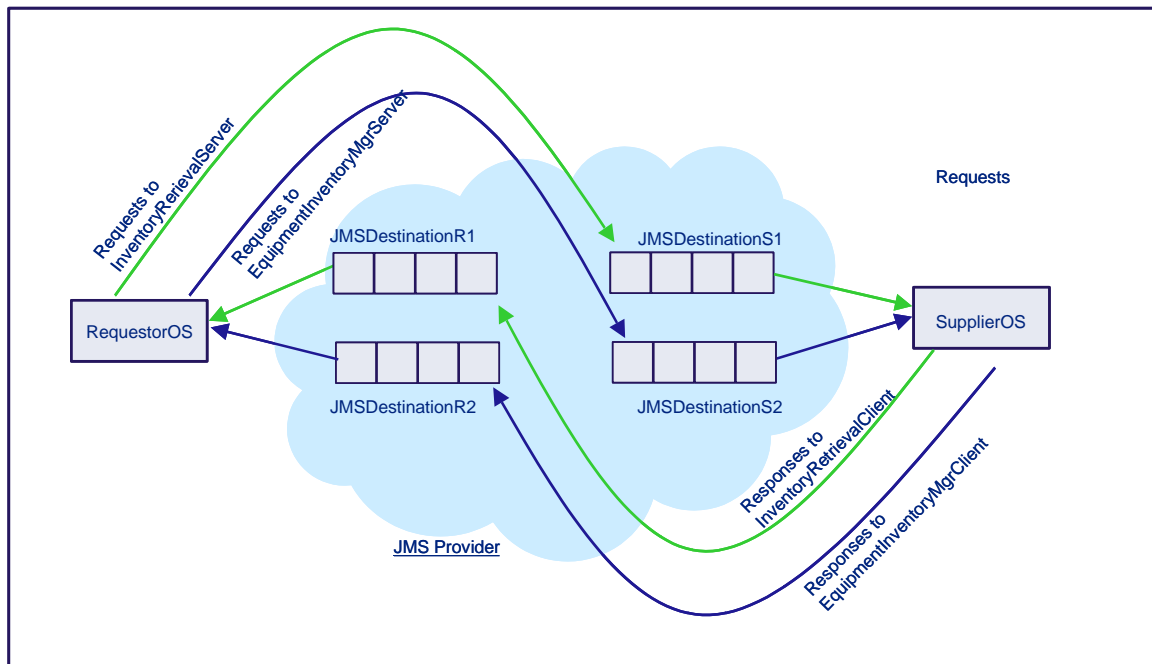 Requests to
InventoryRerievalServer
Requests to
EquipmentInventoryMgrServer
Requests
JMSDestinationR1
JMSDestinationS1
RequestorOS
SupplierOS
JMSDestinationR2
JMSDestinationS2
Responses to
InventoryRetrievalClient
Responses to
EquipmentInventoryMgrClient
JMS Provider